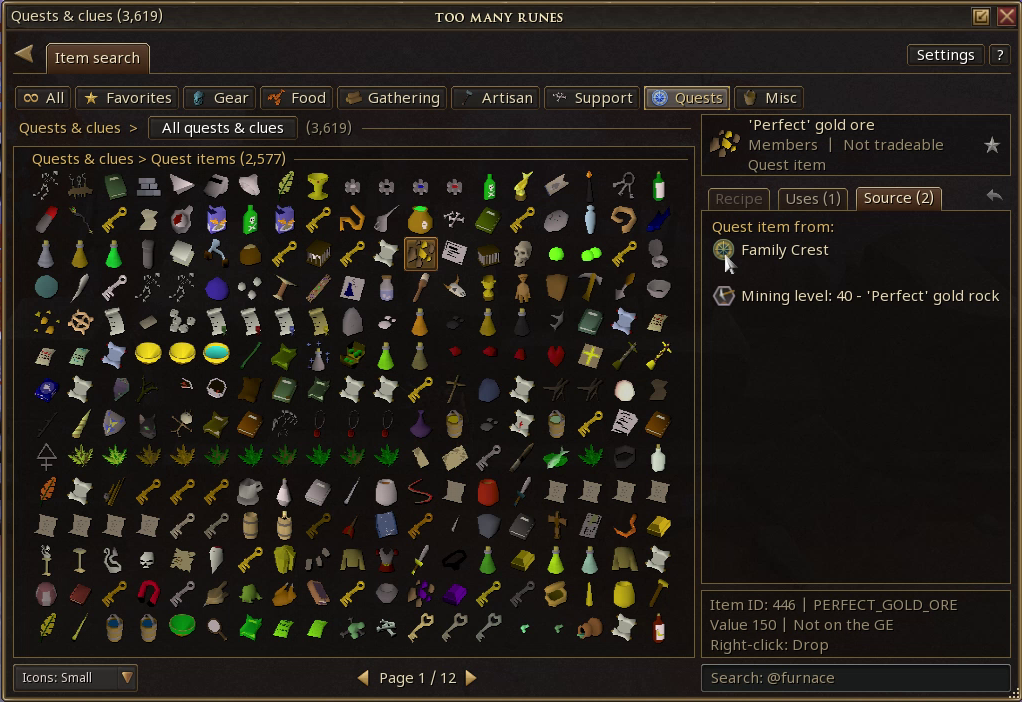 Quests & clues (3,619)
TOO MANY RUNES
Item search
Settings
?
All
Favorites
Gear
Food
Gathering
Artisan
Support
Quests
Misc
Quests & clues > All quests & clues (3,619)
Quests & clues > Quest items (2,577)
'Perfect' gold ore
Members | Not tradeable
Quest item
Recipe
Uses (1)
Source (2)
Quest item from:
Family Crest
Mining level: 40 - 'Perfect' gold rock
Item ID: 446 | PERFECT_GOLD_ORE
Value 150 | Not on the GE
Right-click: Drop
Icons: Small
Page 1 / 12
Search: @furnace